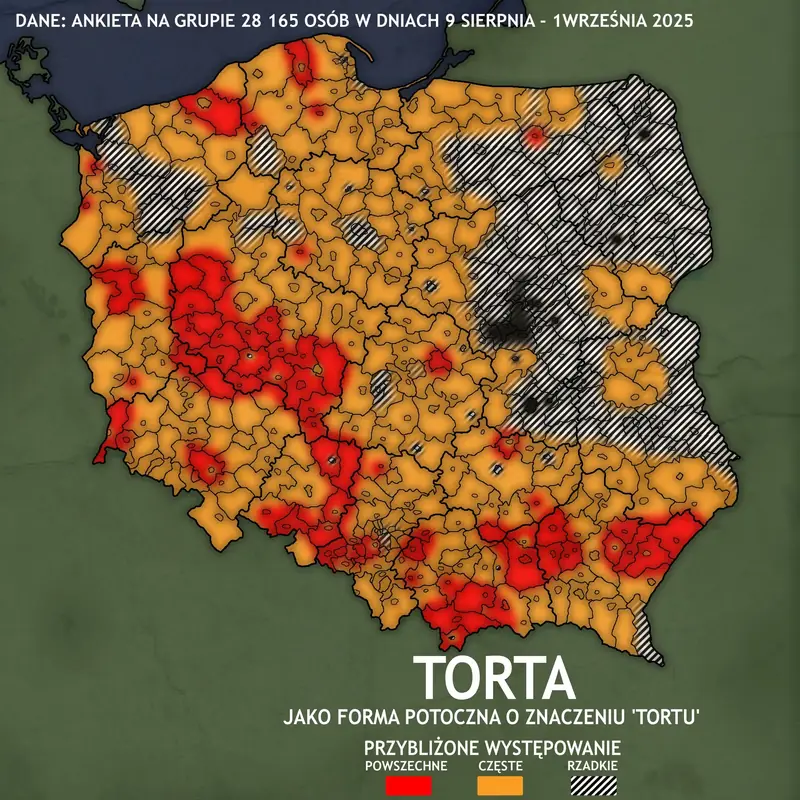 DANE: ANKIETA NA GRUPIE 28 165 OSÓB W DNIACH 9 SIERPNIA - 1WRZEŚNIA 2025
TORTA
JAKO FORMA POTOCZNA O ZNACZENIU 'TORTU'
PRZYBLIŻONE WYSTĘPOWANIE
POWSZECHNE CZĘSTE RZADKIE